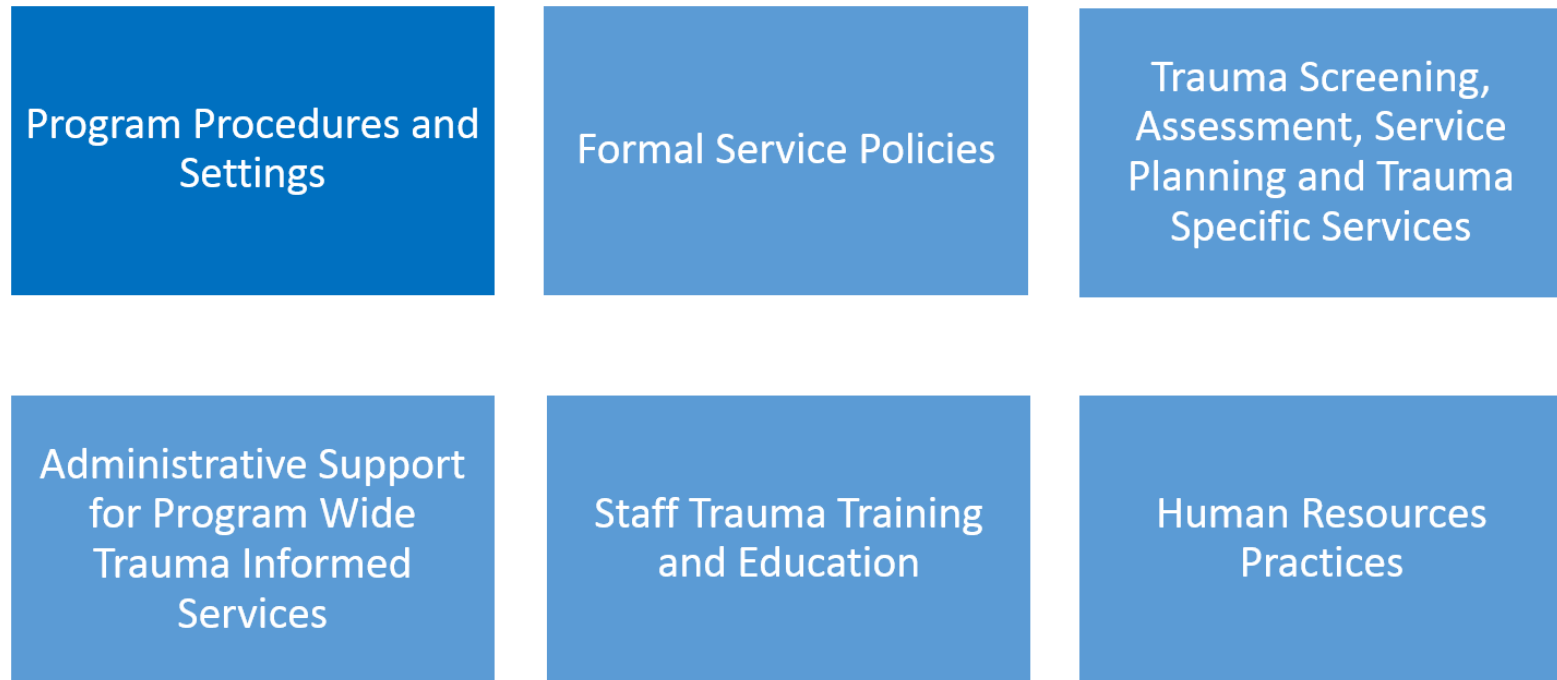 Program Procedures and
Settings
Formal Service Policies
Trauma Screening,
Assessment, Service
Planning and Trauma
Specific Services
Administrative Support
for Program Wide
Trauma Informed
Services
Staff Trauma Training
and Education
Human Resources
Practices